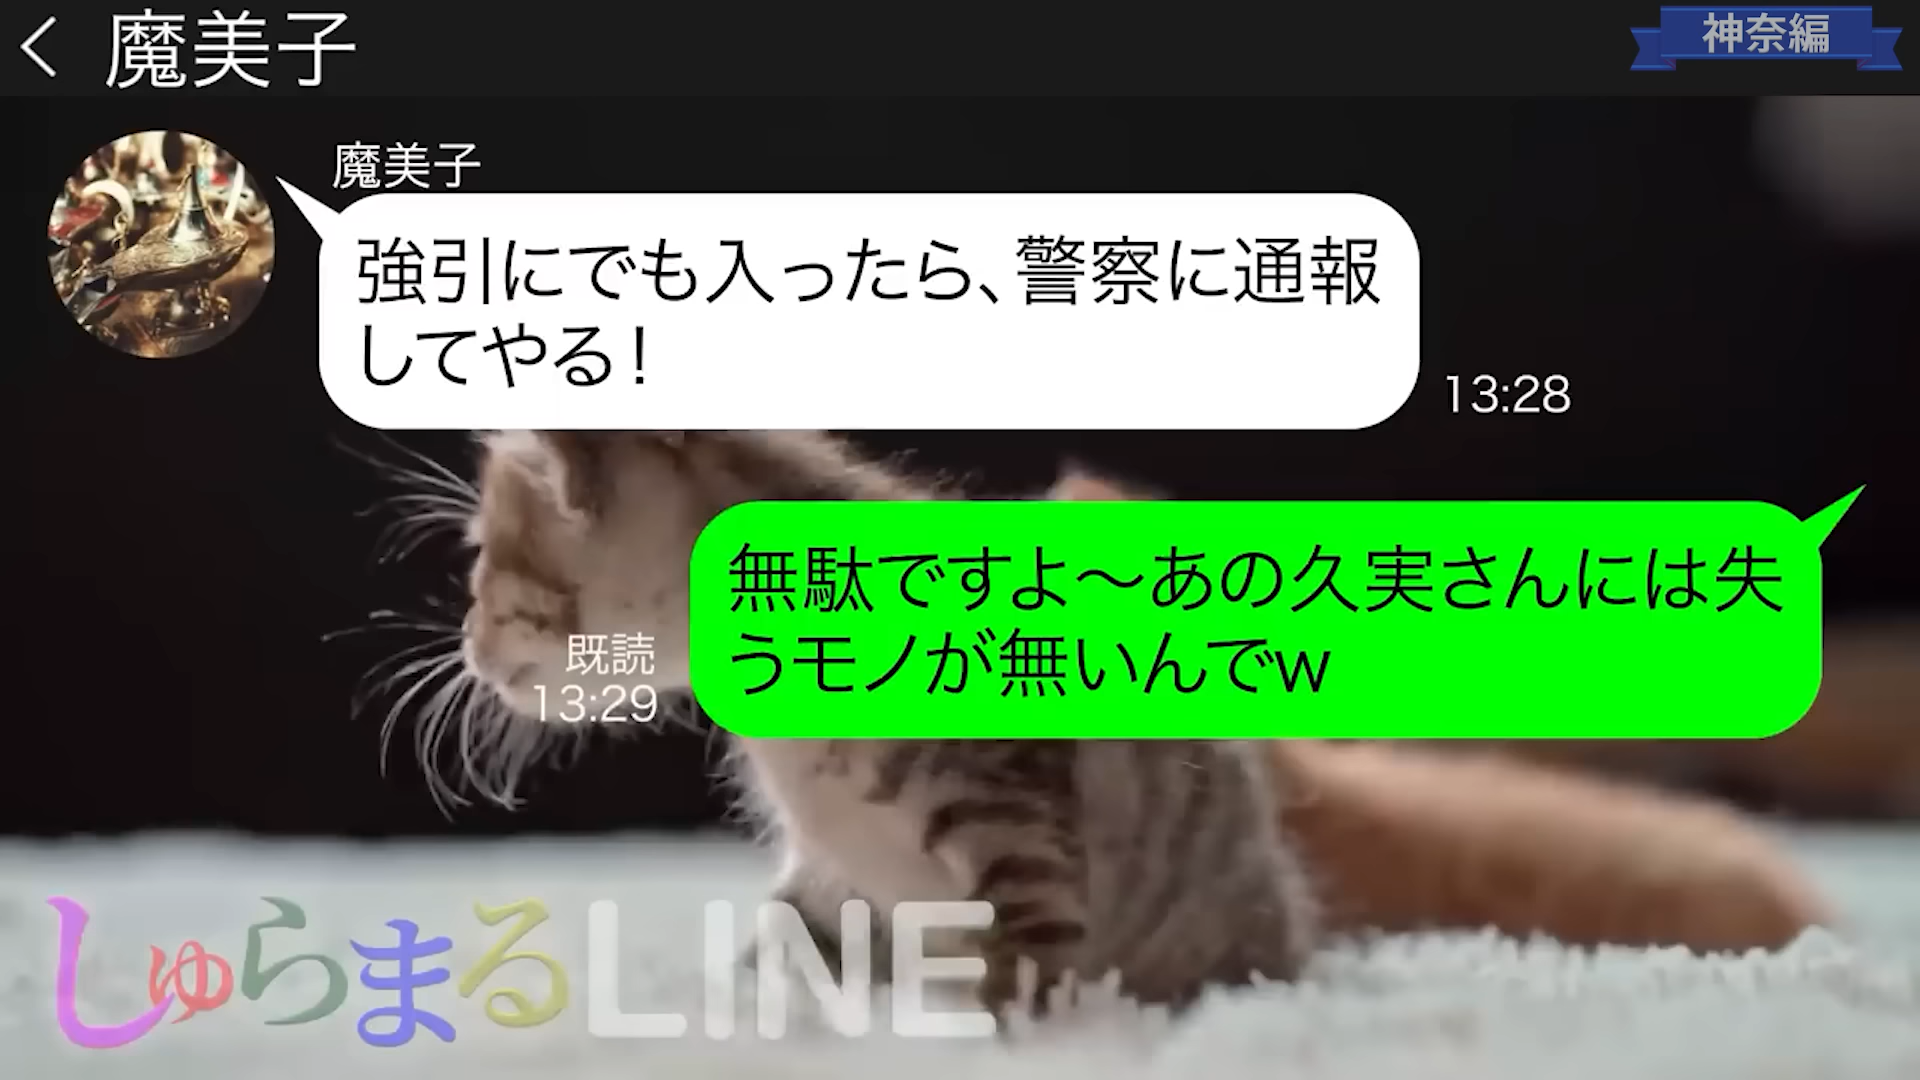 魔美子
神奈編
魔美子
強引にでも入ったら、警察に通報
してやる！
13:28
無駄ですよ～あの久実さんには失
うモノが無いんでw
既読
13:29
しゅらまるLINE